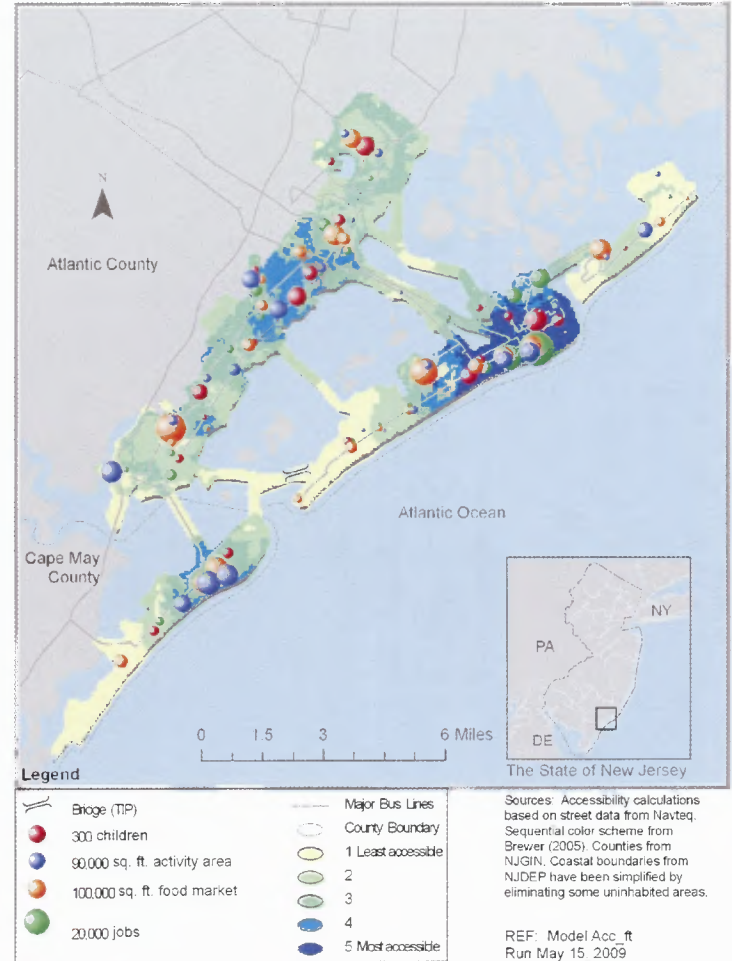 N
Atlantic County
Atlantic Ocean
Cape May
County
NY
PA
DE
0 1.5 3 6 Miles
The State of New Jersey
Legend
Bridge (TIP)
300 children
90,000 sq. ft. activity area
100,000 sq. ft. food market
20,000 jobs
Major Bus Lines
County Boundary
1 Least accessible
2
3
4
5 Most accessible
Sources: Accessibility calculations
based on street data from Navteq.
Sequential color scheme from
Brewer (2005). Counties from
NJGIN. Coastal boundaries from
NJDEP have been simplified by
eliminating some uninhabited areas.
REF: Model Acc_ft
Run May 15, 2009